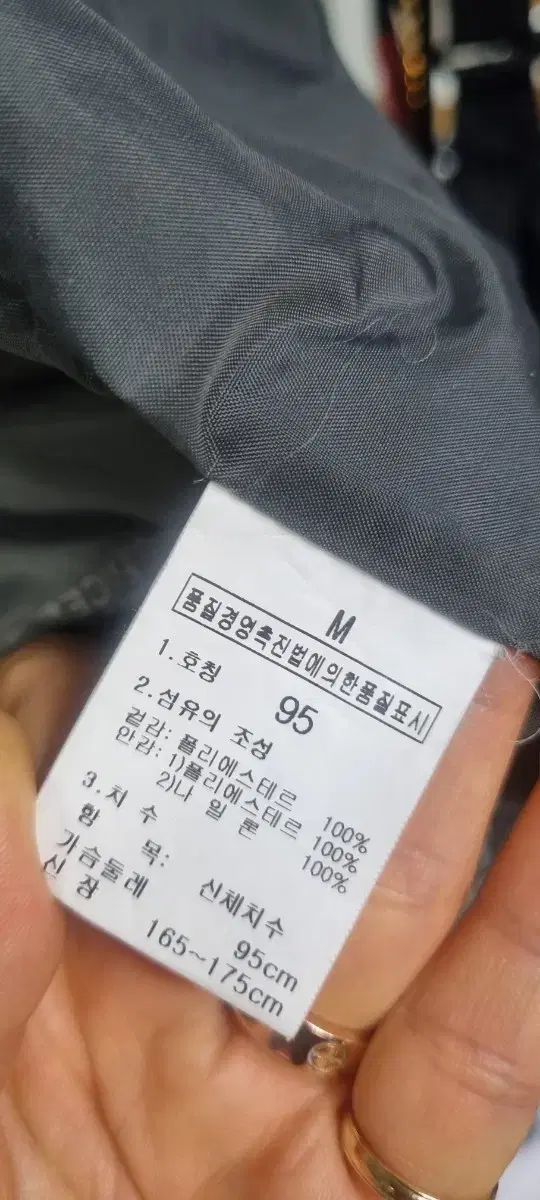 M
품질경영촉진법에의한품질표시
1. 호칭 95
2. 섬유의 조성
겉감: 폴리에스테르 100%
안감: 1)폴리에스테르 100%
2)나 일 론 100%
3. 치 수
항 목: 신체치수
가슴둘레 95cm
신 장 165~175cm